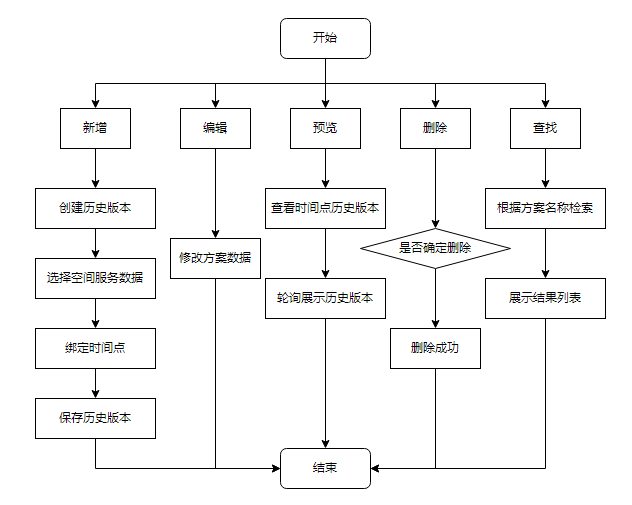 开始
新增
编辑
预览
删除
查找
创建历史版本
查看时间点历史版本
根据方案名称检索
选择空间服务数据
修改方案数据
是否确定删除
轮询展示历史版本
展示结果列表
绑定时间点
删除成功
保存历史版本
结束